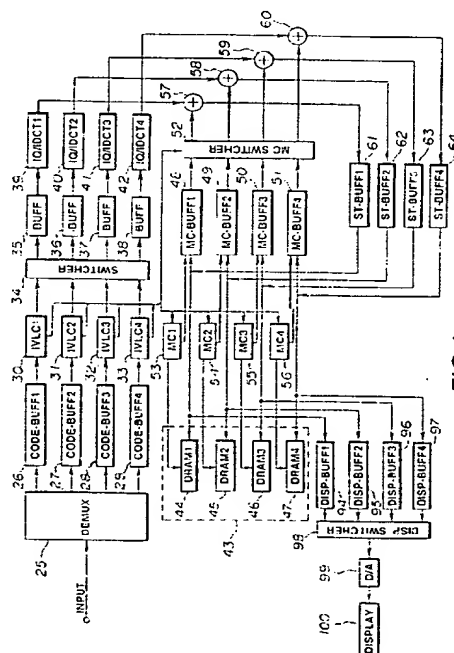 INPUT
25
DEMUX
26
CODE-BUFF1
27
CODE-BUFF2
28
CODE-BUFF3
29
CODE-BUFF4
30
IVLC1
31
IVLC2
32
IVLC3
33
IVLC4
34
SWITCHER
35
BUFF
36
BUFF
37
BUFF
38
BUFF
39
IQ/IDCT1
40
IQ/IDCT2
41
IQ/IDCT3
42
IQ/IDCT4
43
44
DRAM1
45
DRAM2
46
DRAM3
47
DRAM4
53
MC1
54
MC2
55
MC3
56
MC4
48
MC-BUFF1
49
MC-BUFF2
50
MC-BUFF3
51
MC-BUFF4
52
MC SWITCHER
57
58
59
60
ST-BUFF1
61
ST-BUFF2
62
ST-BUFF3
63
ST-BUFF4
64
DISP-BUFF1
DISP-BUFF2
94
DISP-BUFF3
95
96
DISP-BUFF4
97
98
DISP SWITCHER
99
D/A
100
DISPLAY
FIG.